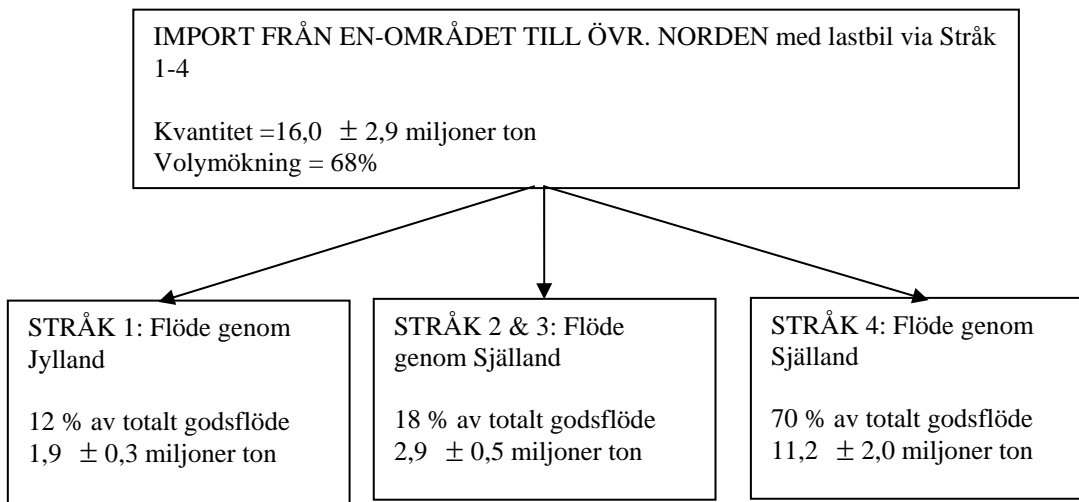 IMPORT FRÅN EN-OMRÅDET TILL ÖVR. NORDEN med lastbil via Stråk
1-4
Kvantitet =16,0 ± 2,9 miljoner ton
Volymökning = 68%
STRÅK 1: Flöde genom
Jylland
12 % av totalt godsflöde
1,9 ± 0,3 miljoner ton
STRÅK 2 & 3: Flöde
genom Själland
18 % av totalt godsflöde
2,9 ± 0,5 miljoner ton
STRÅK 4: Flöde genom
Själland
70 % av totalt godsflöde
11,2 ± 2,0 miljoner ton